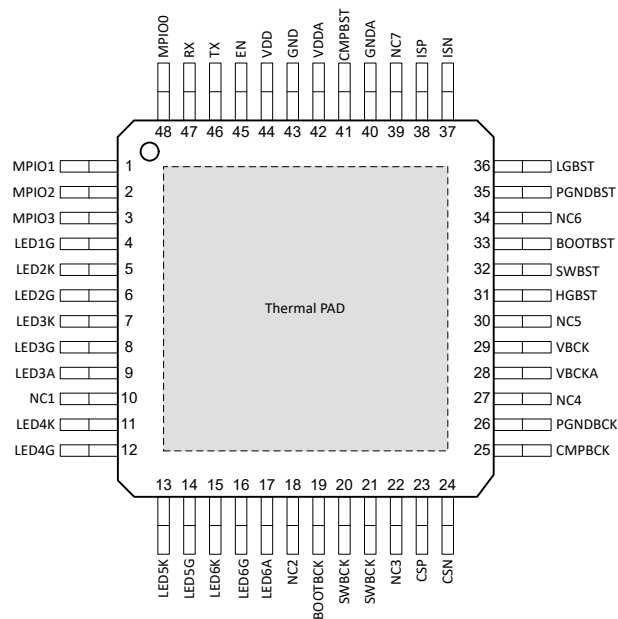 MPIO0
RX
TX
EN
VDD
GND
VDDA
CMPBST
GNDA
NC7
ISP
ISN
48
47
46
45
44
43
42
41
40
39
38
37
MPIO1 1
MPIO2 2
MPIO3 3
LED1G 4
LED2K 5
LED2G 6
LED3K 7
LED3G 8
LED3A 9
NC1 10
LED4K 11
LED4G 12
Thermal PAD
36 LGBST
35 PGNDBST
34 NC6
33 BOOTBST
32 SWBST
31 HGBST
30 NC5
29 VBCK
28 VBCKA
27 NC4
26 PGNDBCK
25 CMPBCK
13
14
15
16
17
18
19
20
21
22
23
24
LED5K
LED5G
LED6K
LED6G
LED6A
NC2
BOOTBCK
SWBCK
SWBCK
NC3
CSP
CSN